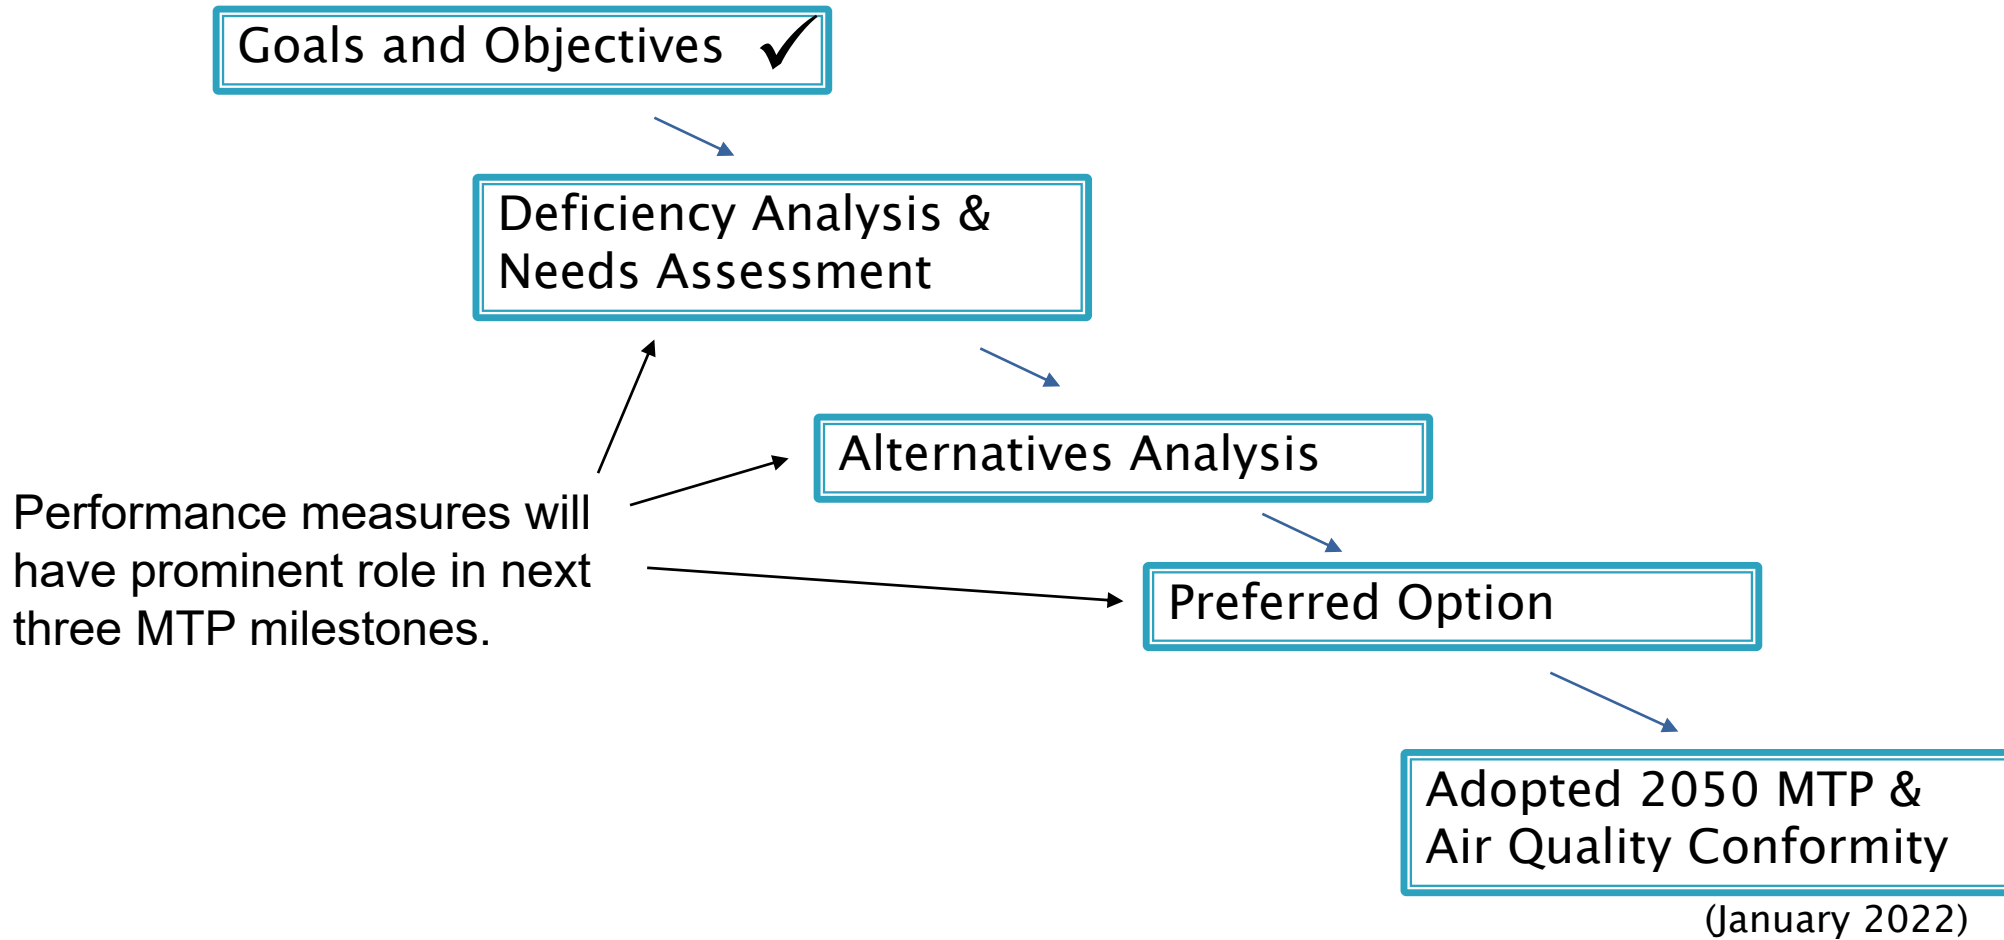 Goals and Objectives ✓
Deficiency Analysis &
Needs Assessment
Alternatives Analysis
Performance measures will
have prominent role in next
three MTP milestones.
Preferred Option
Adopted 2050 MTP &
Air Quality Conformity
(January 2022)